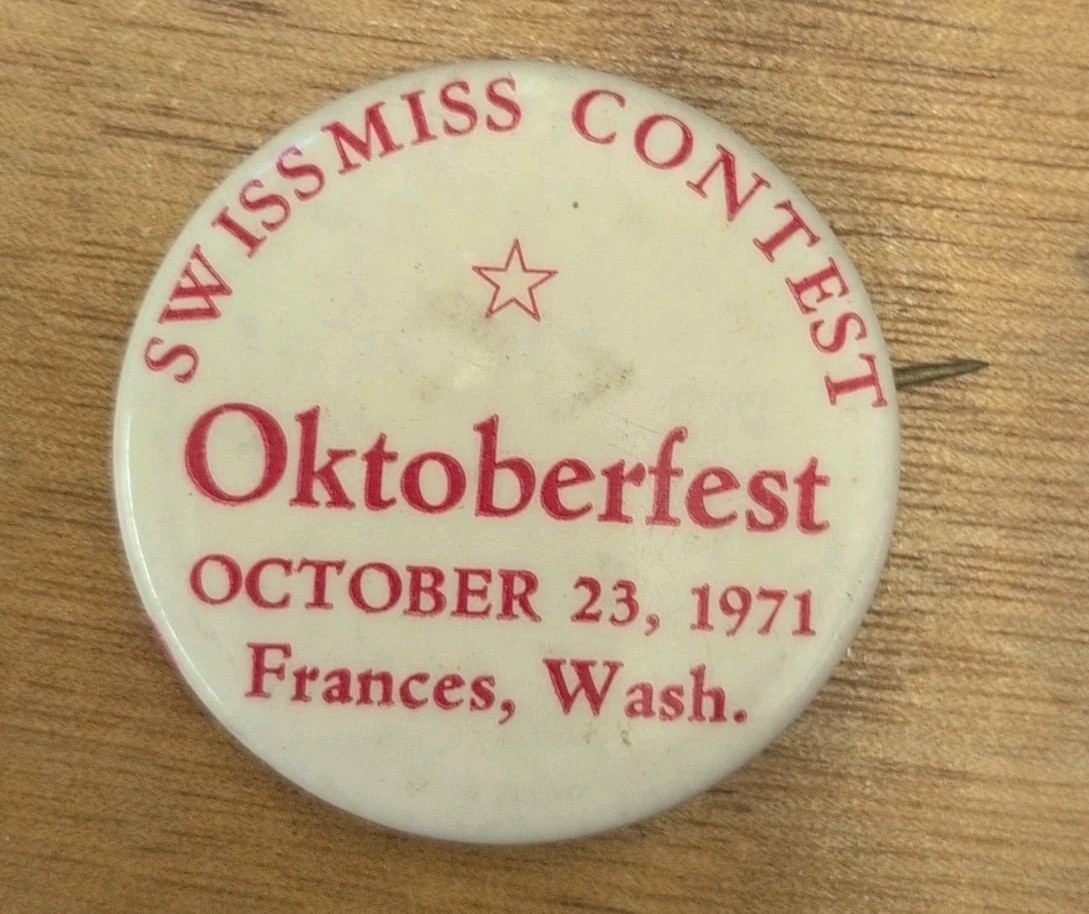 SWISSMISS CONTEST
Oktoberfest
OCTOBER 23, 1971
Frances, Wash.